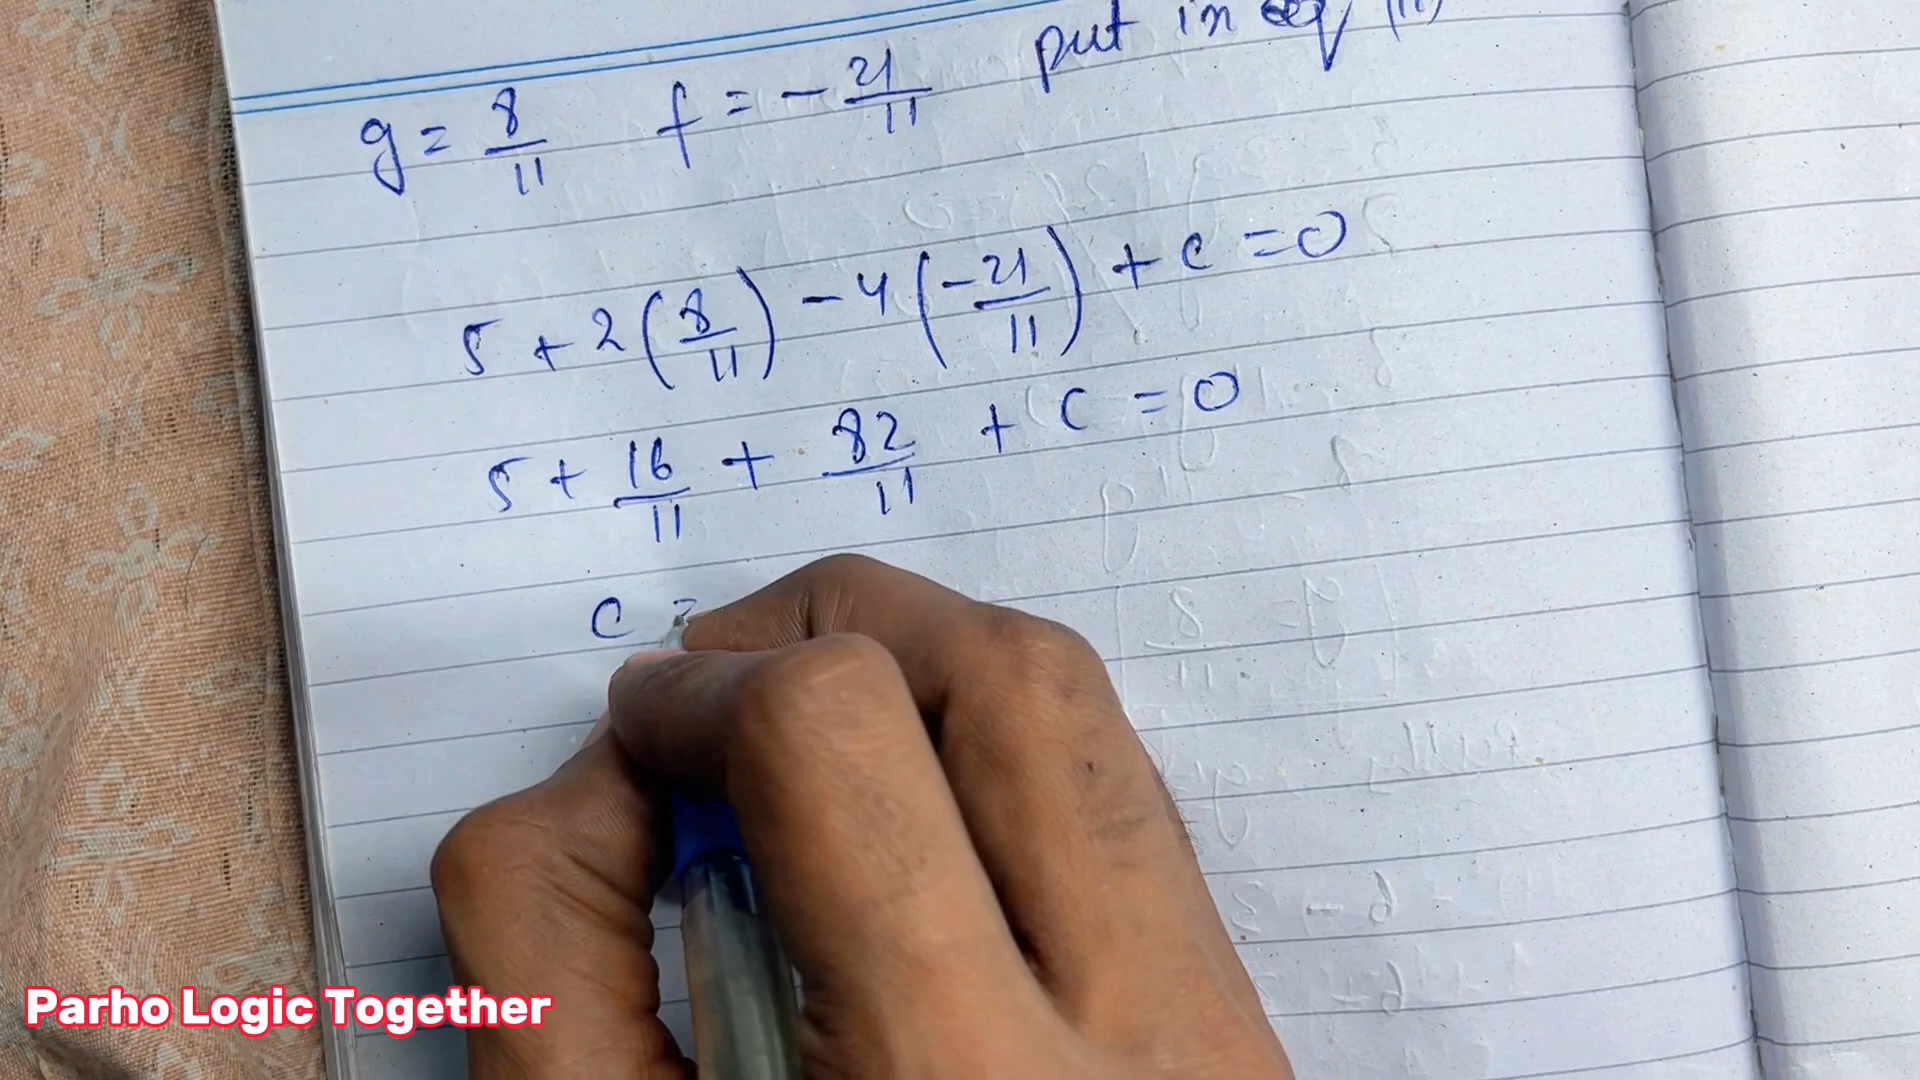 g = 8/11 f = - 21/11 put in eq (ii)
5 + 2(8/11) - 4(-21/11) + c = 0
5 + 16/11 + 82/11 + c = 0
c =
Parho Logic Together